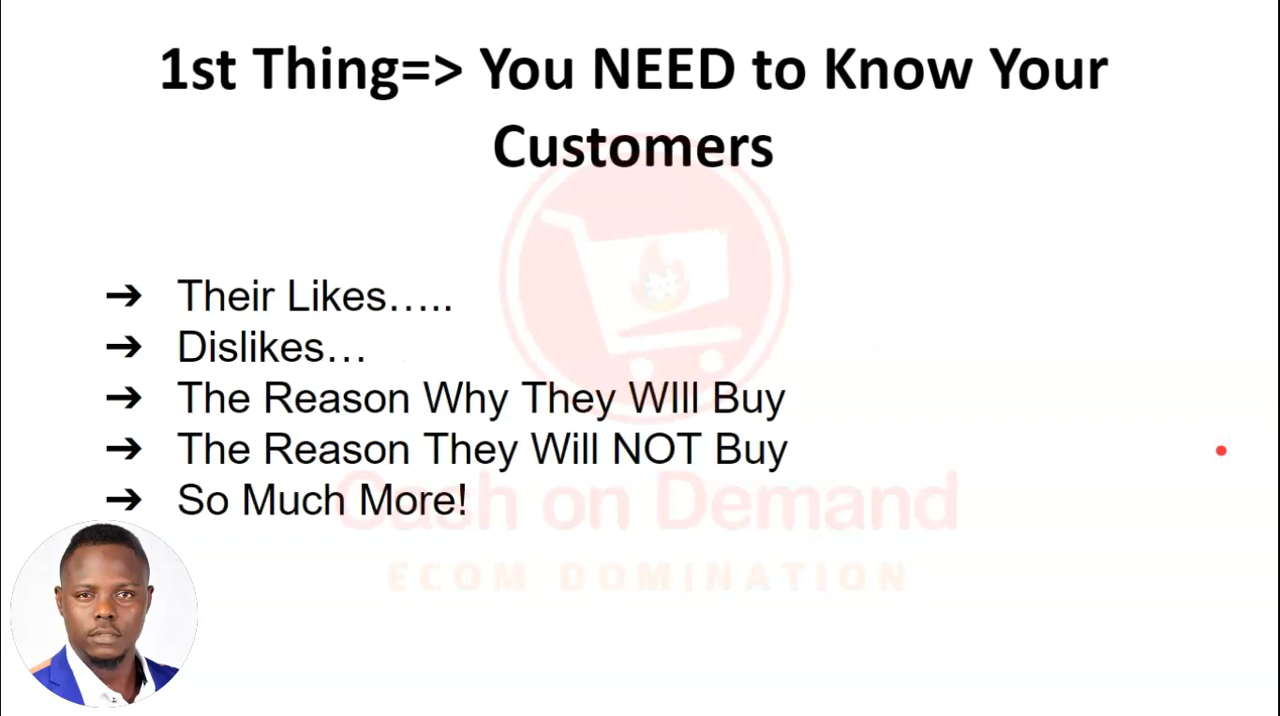 1st Thing=> You NEED to Know Your
Customers
➔ Their Likes…..
➔ Dislikes…
➔ The Reason Why They WIll Buy
➔ The Reason They Will NOT Buy
➔ So Much More!
Cash on Demand
ECOM DOMINATION